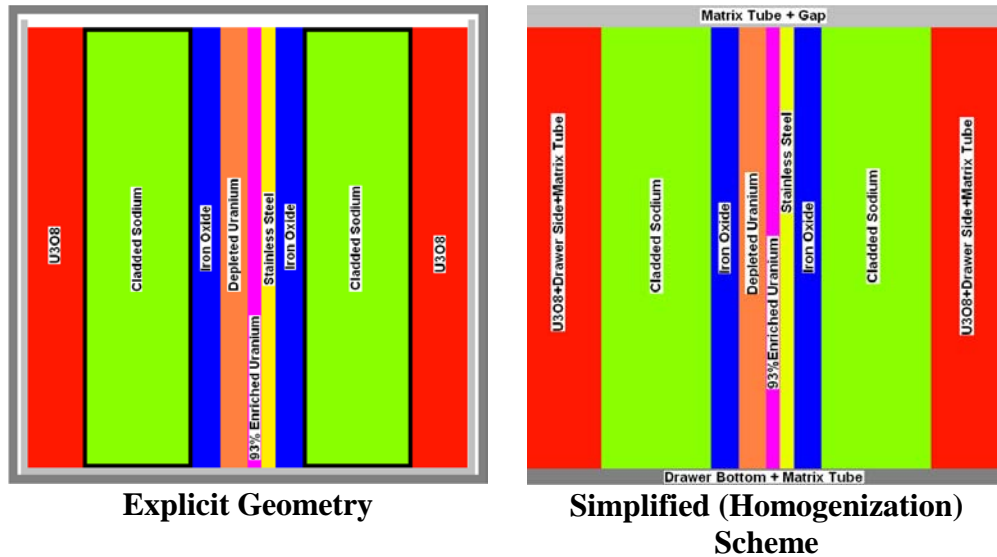 U3O8
Cladded Sodium
Iron Oxide
Depleted Uranium
93% Enriched Uranium
Stainless Steel
Iron Oxide
Cladded Sodium
U3O8
Explicit Geometry
Matrix Tube + Gap
U3O8+Drawer Side+Matrix Tube
Cladded Sodium
Iron Oxide
Depleted Uranium
93%Enriched Uranium
Stainless Steel
Iron Oxide
Cladded Sodium
U3O8+Drawer Side+Matrix Tube
Drawer Bottom + Matrix Tube
Simplified (Homogenization)
Scheme